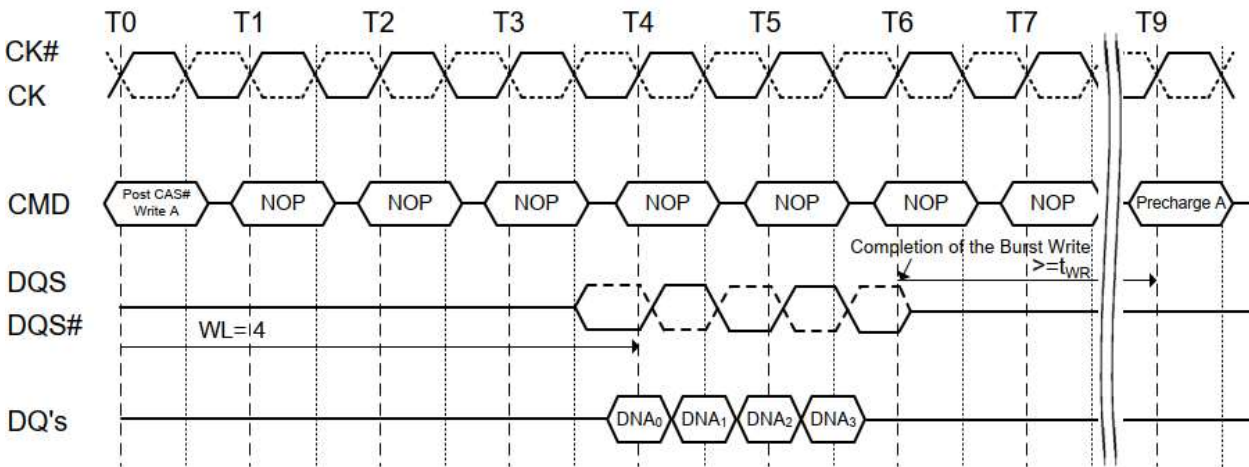 T0 T1 T2 T3 T4 T5 T6 T7 T9
CK#
CK
CMD
Post CAS#
Write A
NOP NOP NOP NOP NOP NOP NOP Precharge A
Completion of the Burst Write
>=tWR
DQS
DQS#
WL= 4
DQ's
DNA0 DNA1 DNA2 DNA3